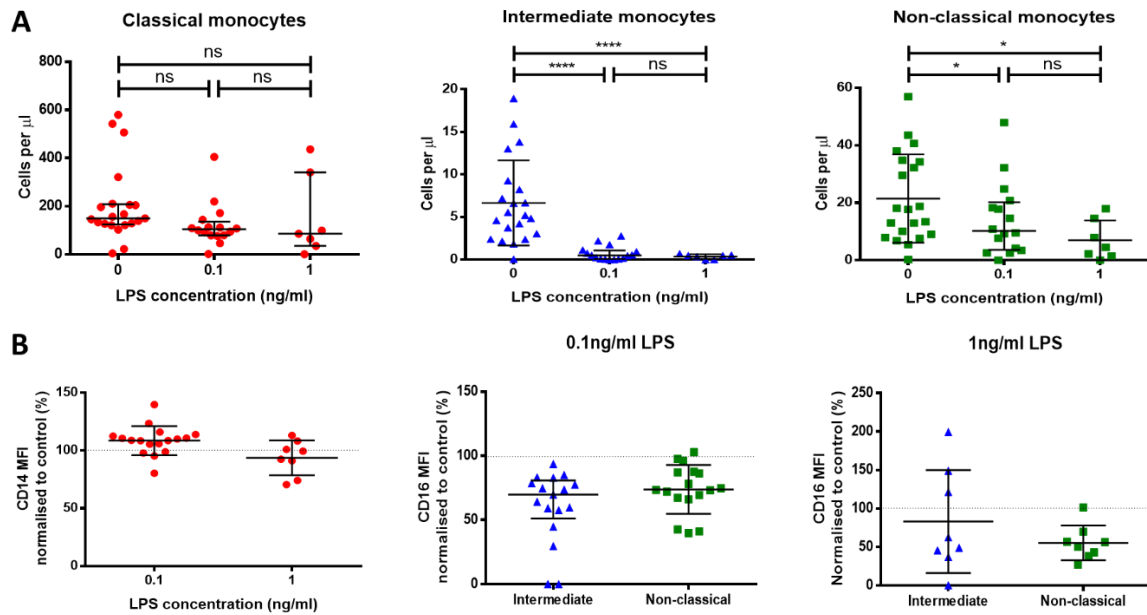 A
Classical monocytes
ns
ns
ns
Cells per µl
800
600
400
200
0
0
0.1
1
LPS concentration (ng/ml)
Intermediate monocytes
****
****
ns
Cells per µl
20
15
10
5
0
0
0.1
1
LPS concentration (ng/ml)
Non-classical monocytes
*
*
ns
Cells per µl
60
40
20
0
0
0.1
1
LPS concentration (ng/ml)
B
CD14 MFI
normalised to control (%)
150
100
50
0
0.1
1
LPS concentration (ng/ml)
0.1ng/ml LPS
CD16 MFI
normalised to control (%)
150
100
50
0
Intermediate
Non-classical
1ng/ml LPS
CD16 MFI
Normalised to control (%)
250
200
150
100
50
0
Intermediate
Non-classical